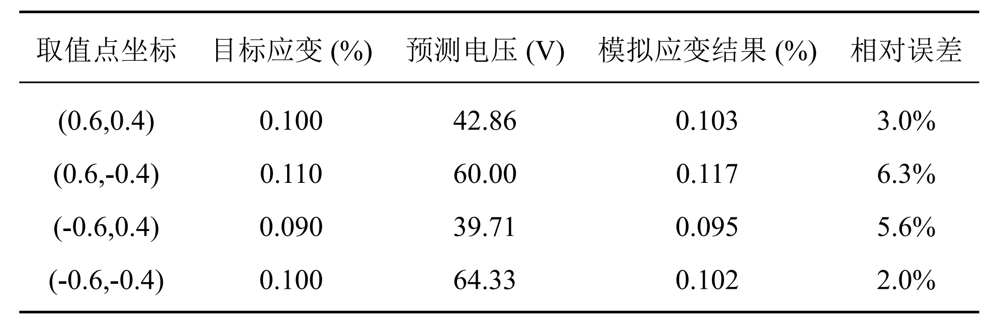 取值点坐标 目标应变 (%) 预测电压 (V) 模拟应变结果 (%) 相对误差
(0.6,0.4) 0.100 42.86 0.103 3.0%
(0.6,-0.4) 0.110 60.00 0.117 6.3%
(-0.6,0.4) 0.090 39.71 0.095 5.6%
(-0.6,-0.4) 0.100 64.33 0.102 2.0%